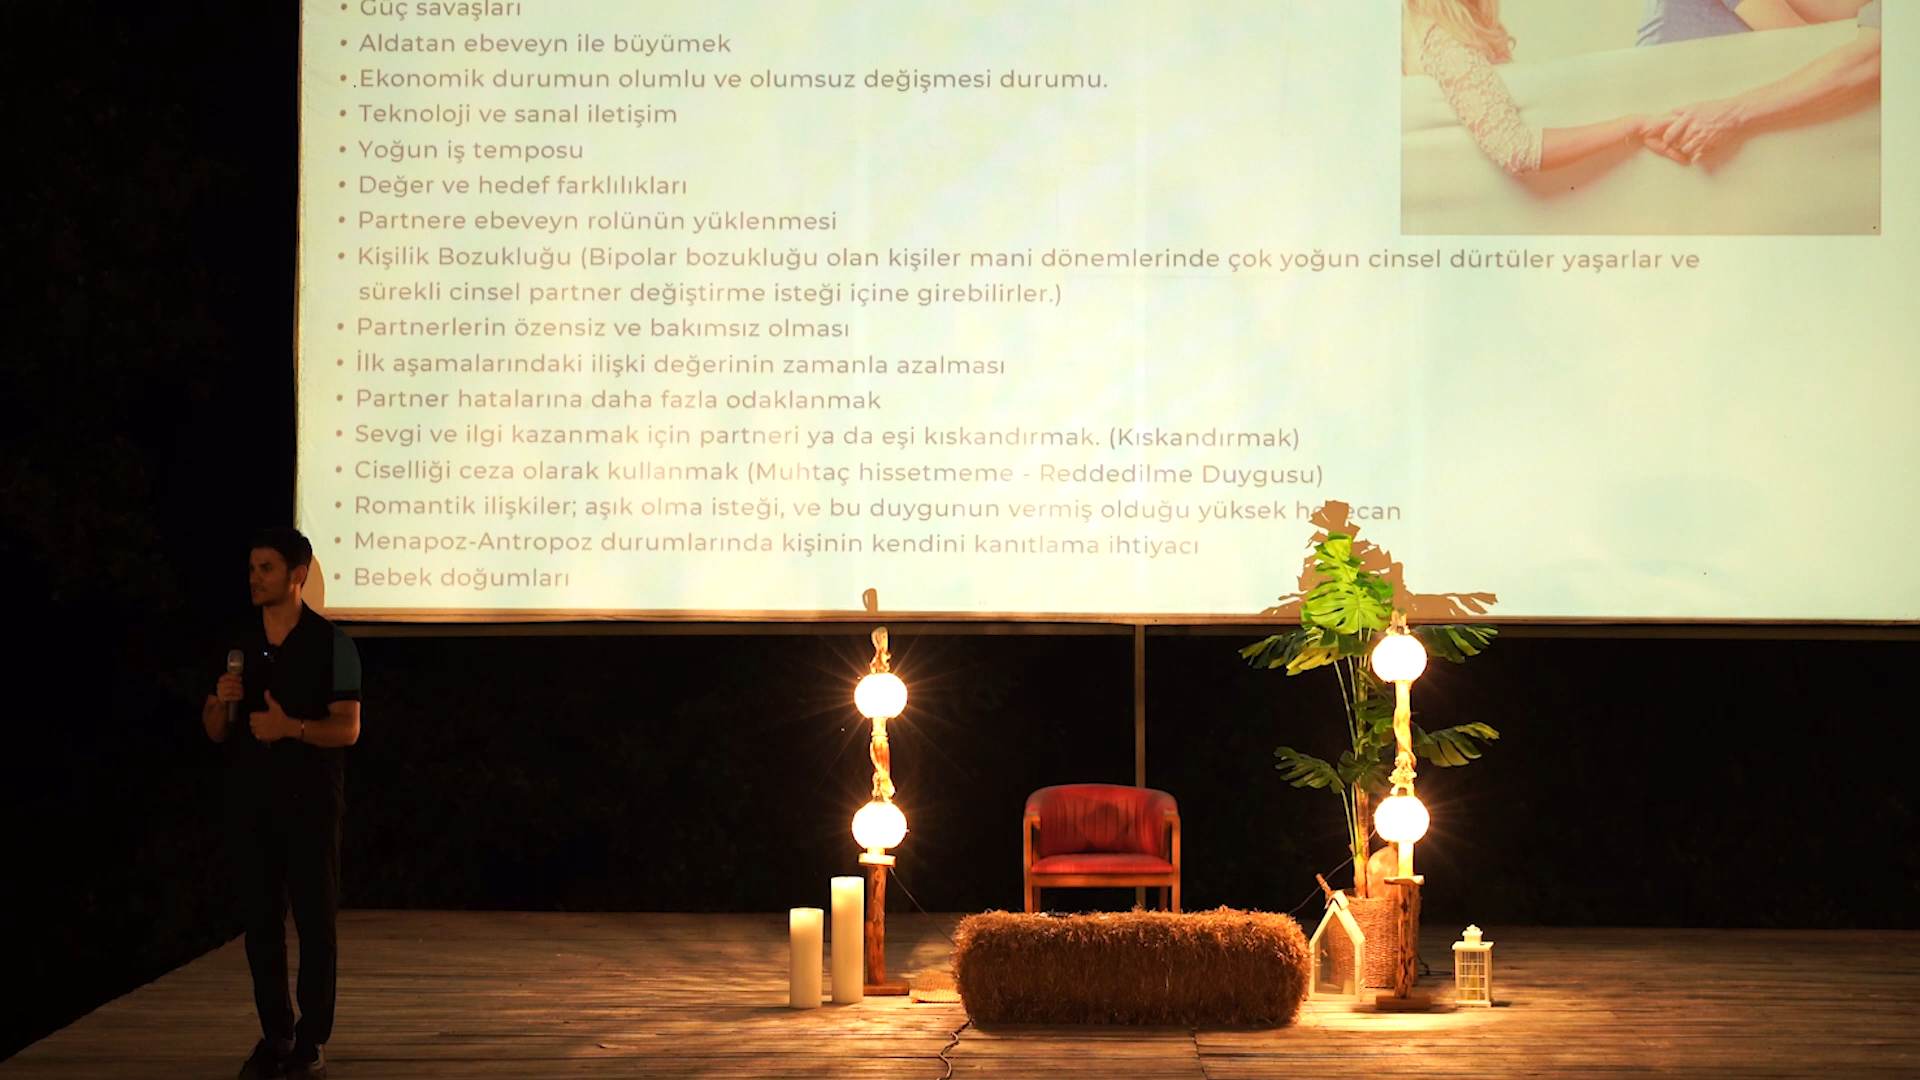 • Güç savaşları
• Aldatan ebeveyn ile büyümek
• .Ekonomik durumun olumlu ve olumsuz değişmesi durumu.
• Teknoloji ve sanal iletişim
• Yoğun iş temposu
• Değer ve hedef farklılıkları
• Partnere ebeveyn rolünün yüklenmesi
• Kişilik Bozukluğu (Bipolar bozukluğu olan kişiler mani dönemlerinde çok yoğun cinsel dürtüler yaşarlar ve
sürekli cinsel partner değiştirme isteği içine girebilirler.)
• Partnerlerin özensiz ve bakımsız olması
• İlk aşamalarındaki ilişki değerinin zamanla azalması
• Partner hatalarına daha fazla odaklanmak
• Sevgi ve ilgi kazanmak için partneri ya da eşi kıskandırmak. (Kıskandırmak)
• Ciselliği ceza olarak kullanmak (Muhtaç hissetmeme - Reddedilme Duygusu)
• Romantik ilişkiler; aşık olma isteği, ve bu duygunun vermiş olduğu yüksek heyecan
• Menapoz-Antropoz durumlarında kişinin kendini kanıtlama ihtiyacı
• Bebek doğumları